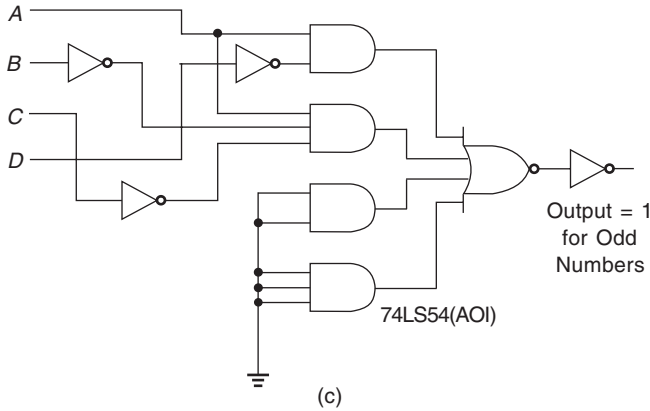 A
B
C
D
Output = 1
for Odd
Numbers
74LS54(AOI)
(c)